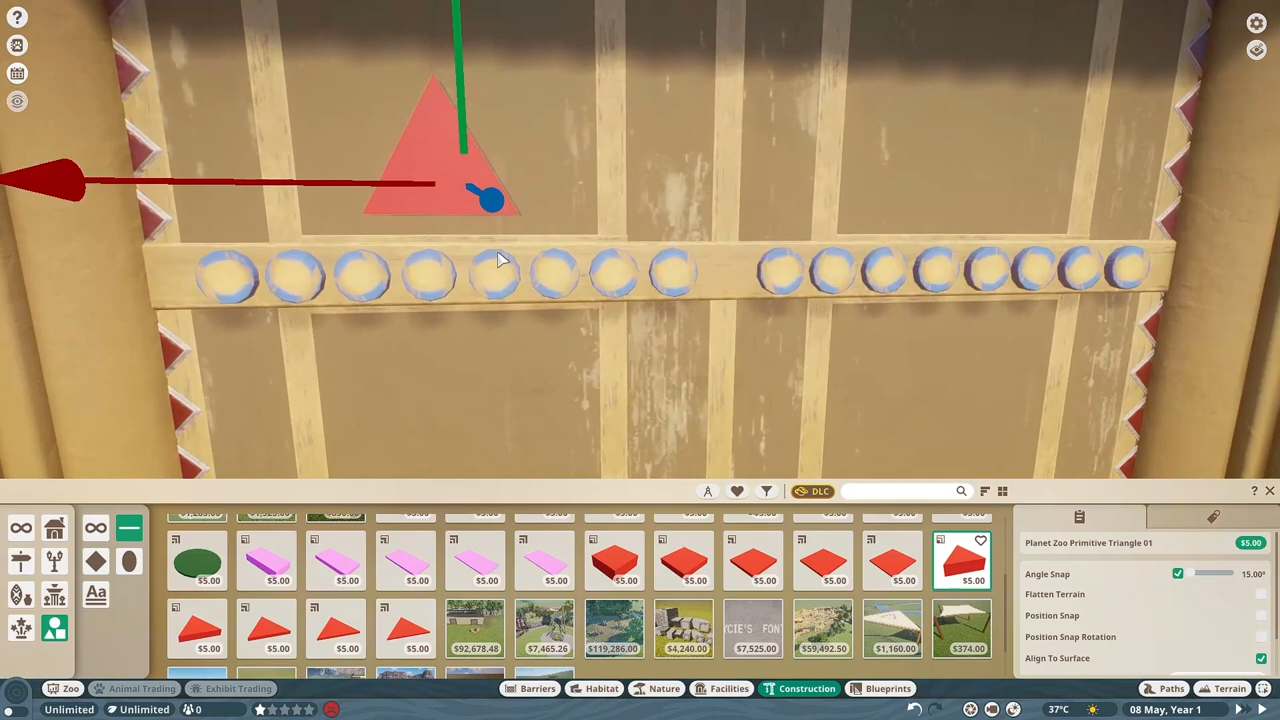 DLC
$5.00 $5.00 $5.00 $5.00 $5.00 $5.00 $5.00 $5.00 $5.00 $5.00 $5.00 $5.00
$5.00 $5.00 $5.00 $5.00 $92,678.48 $7,465.26 $119,286.00 $4,240.00 $7,525.00 $59,492.50 $1,160.00 $374.00
Aa
Planet Zoo Primitive Triangle 01 $5.00
Angle Snap 15.00°
Flatten Terrain
Position Snap
Position Snap Rotation
Align To Surface
Zoo Animal Trading Exhibit Trading Barriers Habitat Nature Facilities Construction Blueprints Paths Terrain
Unlimited Unlimited 0 37°C 08 May, Year 1